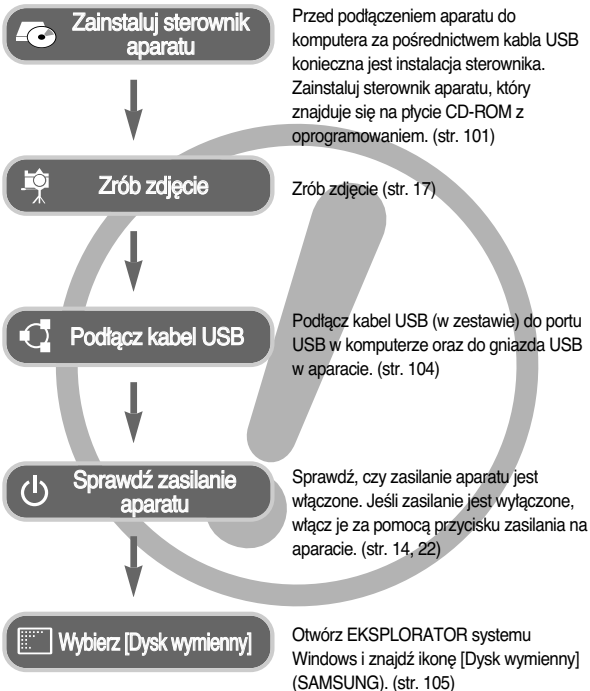 Zainstaluj sterownik
aparatu
Przed podłączeniem aparatu do
komputera za pośrednictwem kabla USB
konieczna jest instalacja sterownika.
Zainstaluj sterownik aparatu, który
znajduje się na płycie CD-ROM z
oprogramowaniem. (str. 101)
Zrób zdjęcie
Zrób zdjęcie (str. 17)
Podłącz kabel USB
Podłącz kabel USB (w zestawie) do portu
USB w komputerze oraz do gniazda USB
w aparacie. (str. 104)
Sprawdź zasilanie
aparatu
Sprawdź, czy zasilanie aparatu jest
włączone. Jeśli zasilanie jest wyłączone,
włącz je za pomocą przycisku zasilania na
aparacie. (str. 14, 22)
Wybierz [Dysk wymienny]
Otwórz EKSPLORATOR systemu
Windows i znajdź ikonę [Dysk wymienny]
(SAMSUNG). (str. 105)